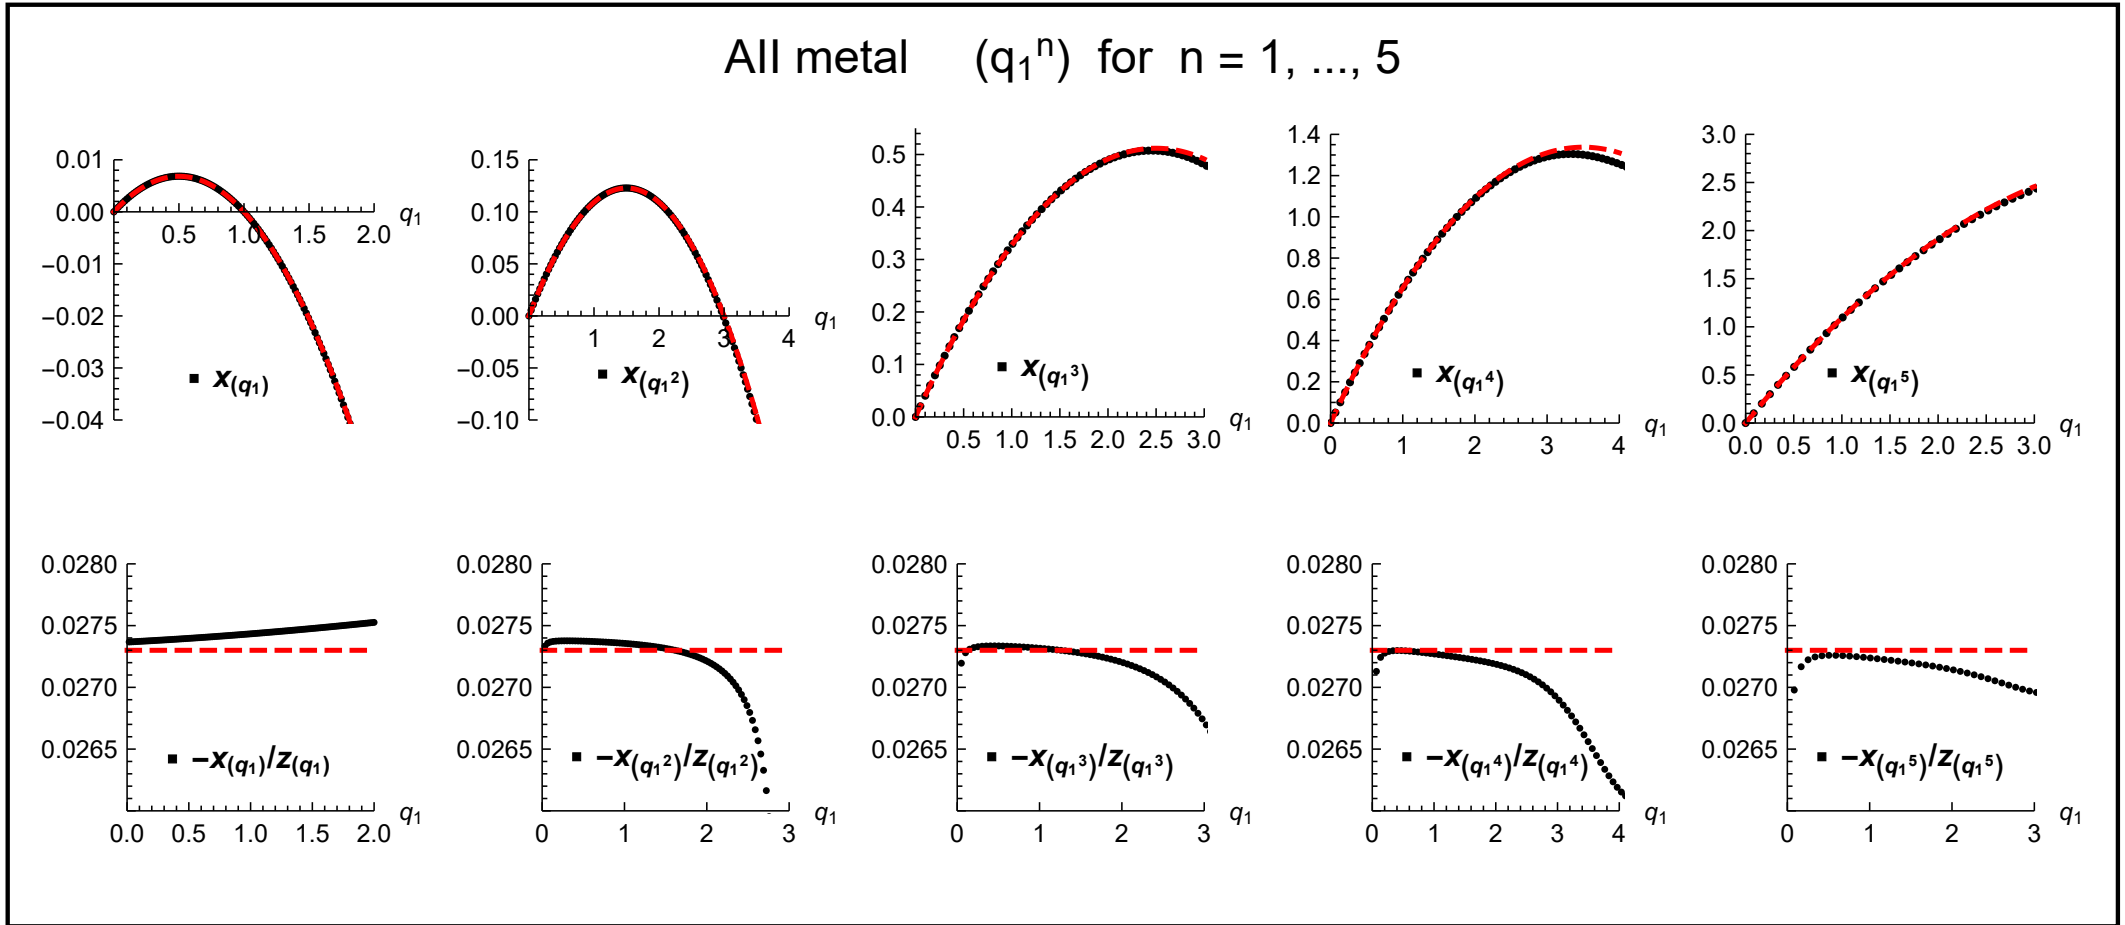 AII metal (q₁ⁿ) for n = 1, ..., 5
0.01
0.00
−0.01
−0.02
−0.03
−0.04
0.5 1.0 1.5 2.0 q₁
■ x(q₁)
0.15
0.10
0.05
0.00
−0.05
−0.10
1 2 3 4 q₁
■ x(q₁²)
0.5
0.4
0.3
0.2
0.1
0.0
0.5 1.0 1.5 2.0 2.5 3.0 q₁
■ x(q₁³)
1.4
1.2
1.0
0.8
0.6
0.4
0.2
0.0
0 1 2 3 4 q₁
■ x(q₁⁴)
3.0
2.5
2.0
1.5
1.0
0.5
0.0
0.0 0.5 1.0 1.5 2.0 2.5 3.0 q₁
■ x(q₁⁵)
0.0280
0.0275
0.0270
0.0265
0.0 0.5 1.0 1.5 2.0 q₁
■ −x(q₁)/z(q₁)
0.0280
0.0275
0.0270
0.0265
0 1 2 3 q₁
■ −x(q₁²)/z(q₁²)
0.0280
0.0275
0.0270
0.0265
0 1 2 3 q₁
■ −x(q₁³)/z(q₁³)
0.0280
0.0275
0.0270
0.0265
0 1 2 3 4 q₁
■ −x(q₁⁴)/z(q₁⁴)
0.0280
0.0275
0.0270
0.0265
0 1 2 3 q₁
■ −x(q₁⁵)/z(q₁⁵)